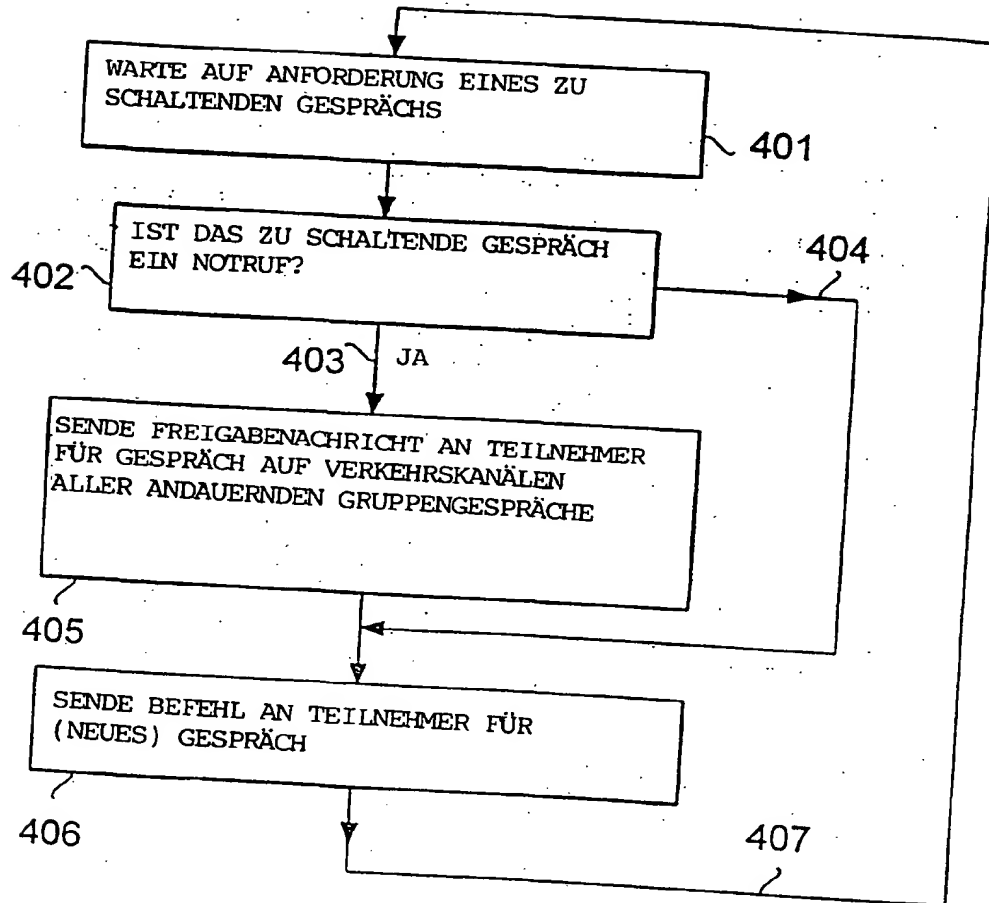 WARTE AUF ANFORDERUNG EINES ZU
SCHALTENDEN GESPRÄCHS
401
IST DAS ZU SCHALTENDE GESPRÄCH
EIN NOTRUF?
402
404
403
JA
SENDE FREIGABENACHRICHT AN TEILNEHMER
FÜR GESPRÄCH AUF VERKEHRSKANÄLEN
ALLER ANDAUERNDEN GRUPPENGESPRÄCHE
405
SENDE BEFEHL AN TEILNEHMER FÜR
(NEUES) GESPRÄCH
406
407